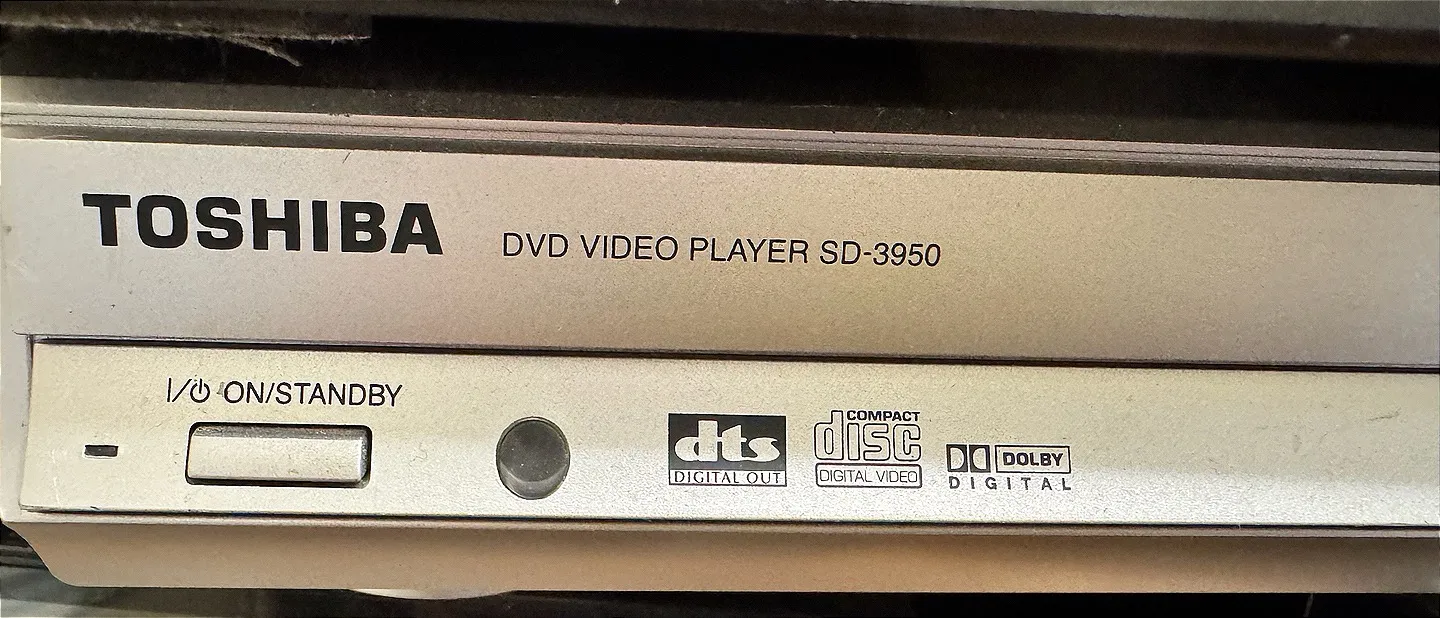 TOSHIBA DVD VIDEO PLAYER SD-3950
I/⏻ ON/STANDBY
dts
DIGITAL OUT
COMPACT
disc
DIGITAL VIDEO
DOLBY
DIGITAL